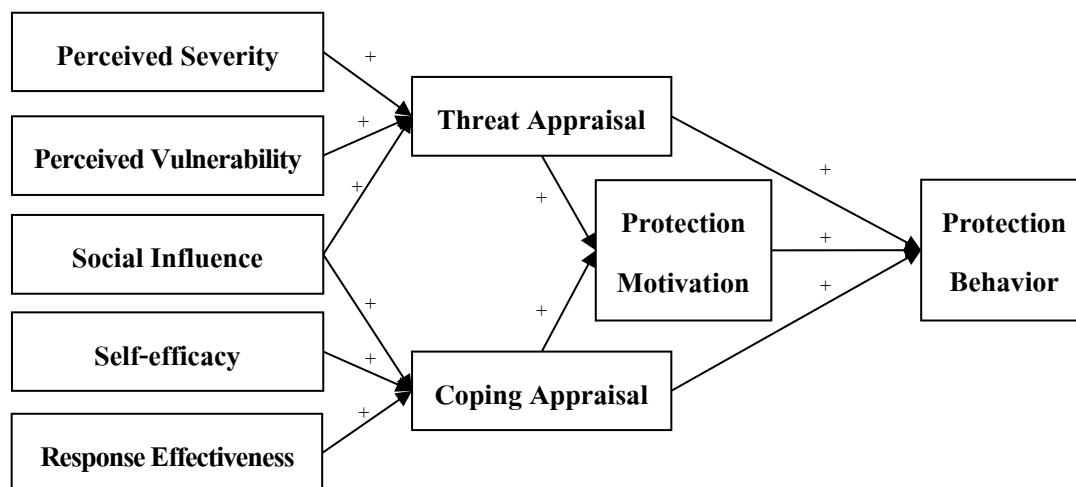 Perceived Severity
Perceived Vulnerability
Social Influence
Self-efficacy
Response Effectiveness
+
+
+
+
+
+
Threat Appraisal
Coping Appraisal
+
+
Protection
Motivation
+
+
+
Protection
Behavior